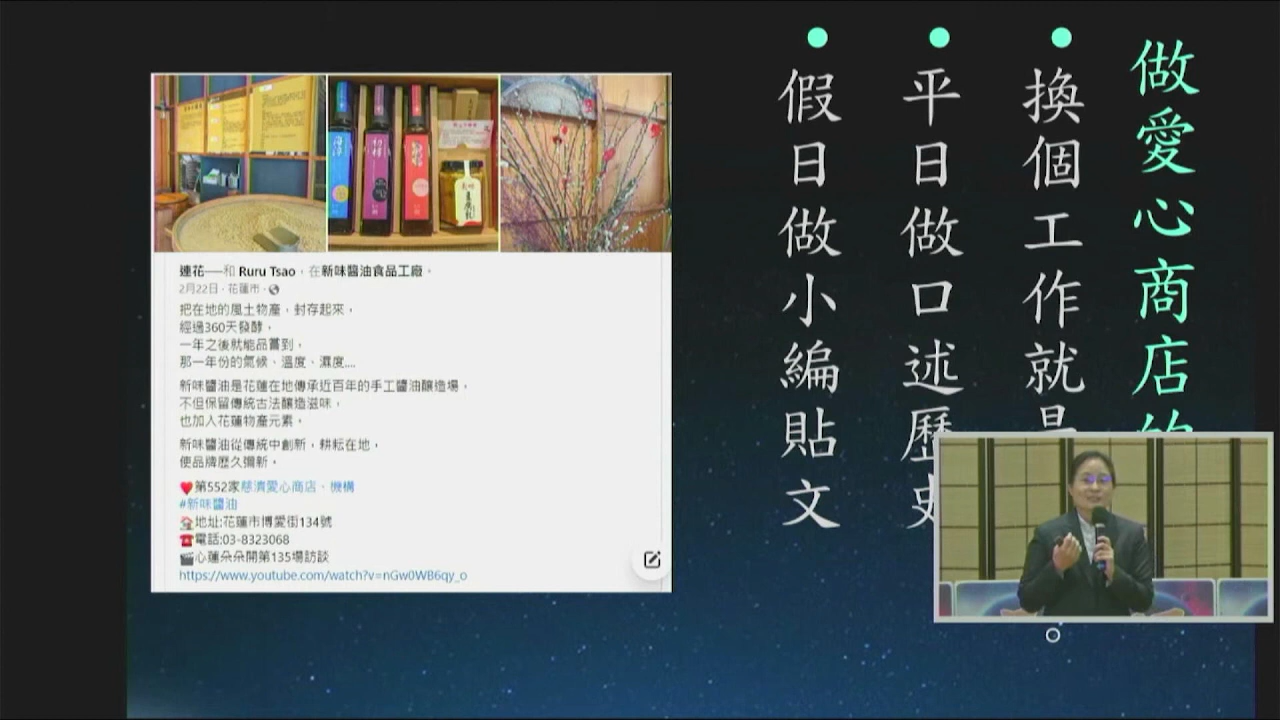 做愛心商店的
換個工作就是
平日做口述歷史
假日做小編貼文
連花──和 Ruru Tsao，在新味醬油食品工廠。
2月22日 · 花蓮市 ·
把在地的風土物產，封存起來，
經過360天發酵，
一年之後就能品嘗到，
那一年份的氣候、溫度、濕度....
新味醬油是花蓮在地傳承近百年的手工醬油釀造場，
不但保留傳統古法釀造滋味，
也加入花蓮物產元素，
新味醬油從傳統中創新，耕耘在地，
使品牌歷久彌新。
第552家慈濟愛心商店、機構
#新味醬油
地址:花蓮市博愛街134號
電話:03-8323068
心蓮朵朵開第135場訪談
https://www.youtube.com/watch?v=nGw0WB6qy_o